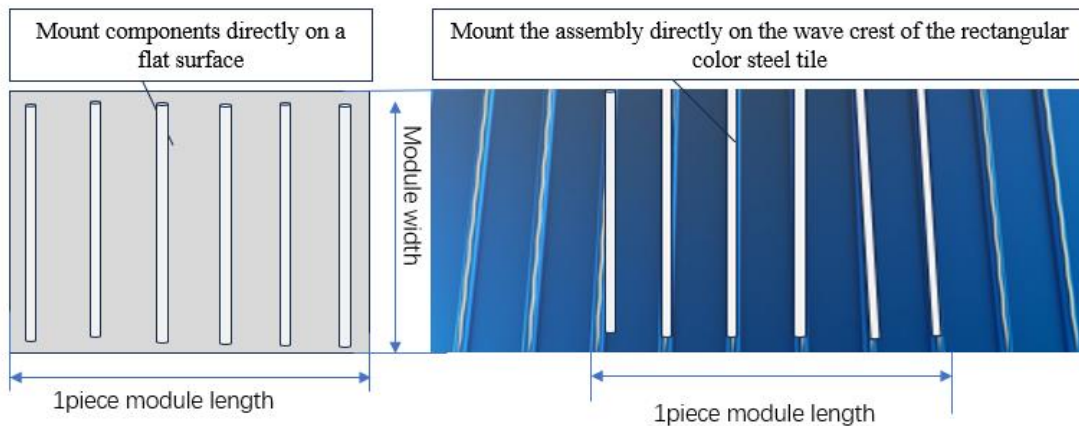 Mount components directly on a
flat surface
Mount the assembly directly on the wave crest of the rectangular
color steel tile
Module width
1piece module length
1piece module length